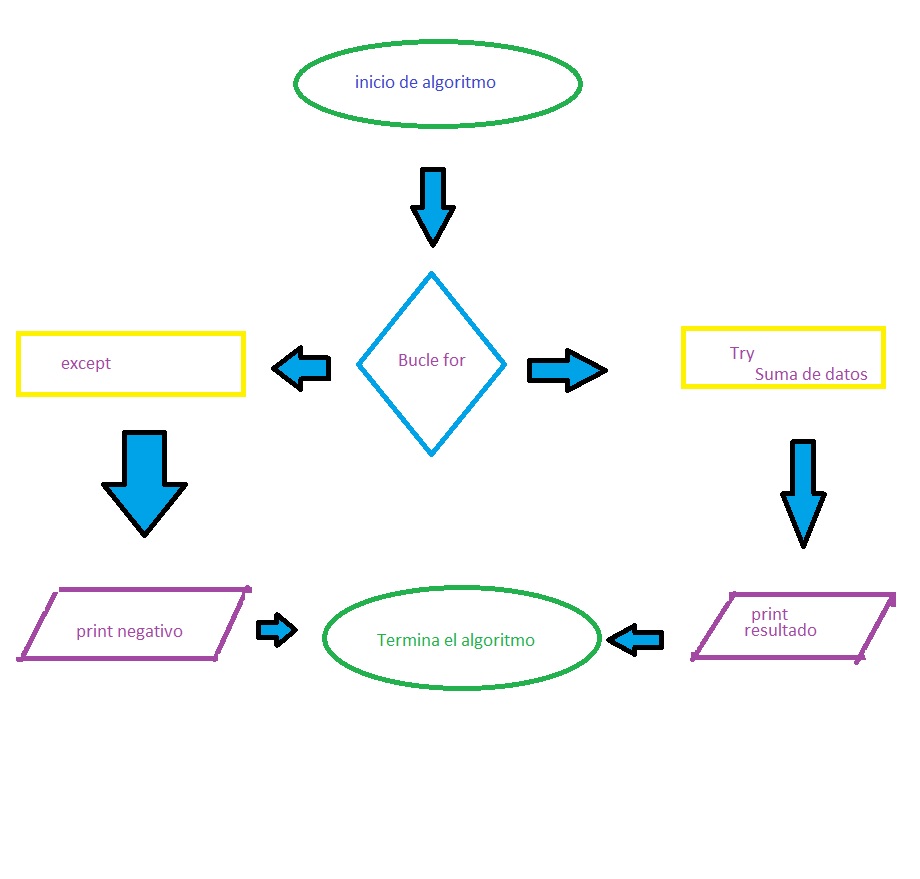 inicio de algoritmo
except
Bucle for
Try
Suma de datos
print negativo
Termina el algoritmo
print
resultado